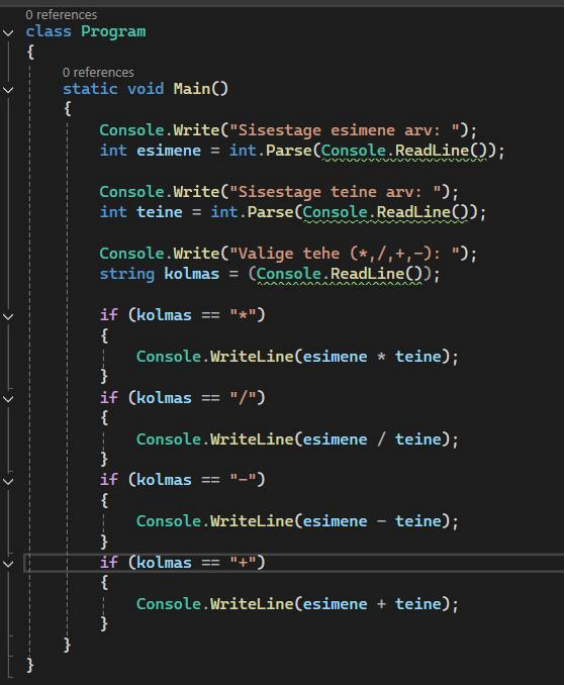 0 references
class Program
{
0 references
static void Main()
{
Console.Write("Sisestage esimene arv: ");
int esimene = int.Parse(Console.ReadLine());
Console.Write("Sisestage teine arv: ");
int teine = int.Parse(Console.ReadLine());
Console.Write("Valige tehe (*,/,+,-): ");
string kolmas = (Console.ReadLine());
if (kolmas == "*")
{
Console.WriteLine(esimene * teine);
}
if (kolmas == "/")
{
Console.WriteLine(esimene / teine);
}
if (kolmas == "-")
{
Console.WriteLine(esimene - teine);
}
if (kolmas == "+")
{
Console.WriteLine(esimene + teine);
}
}
}